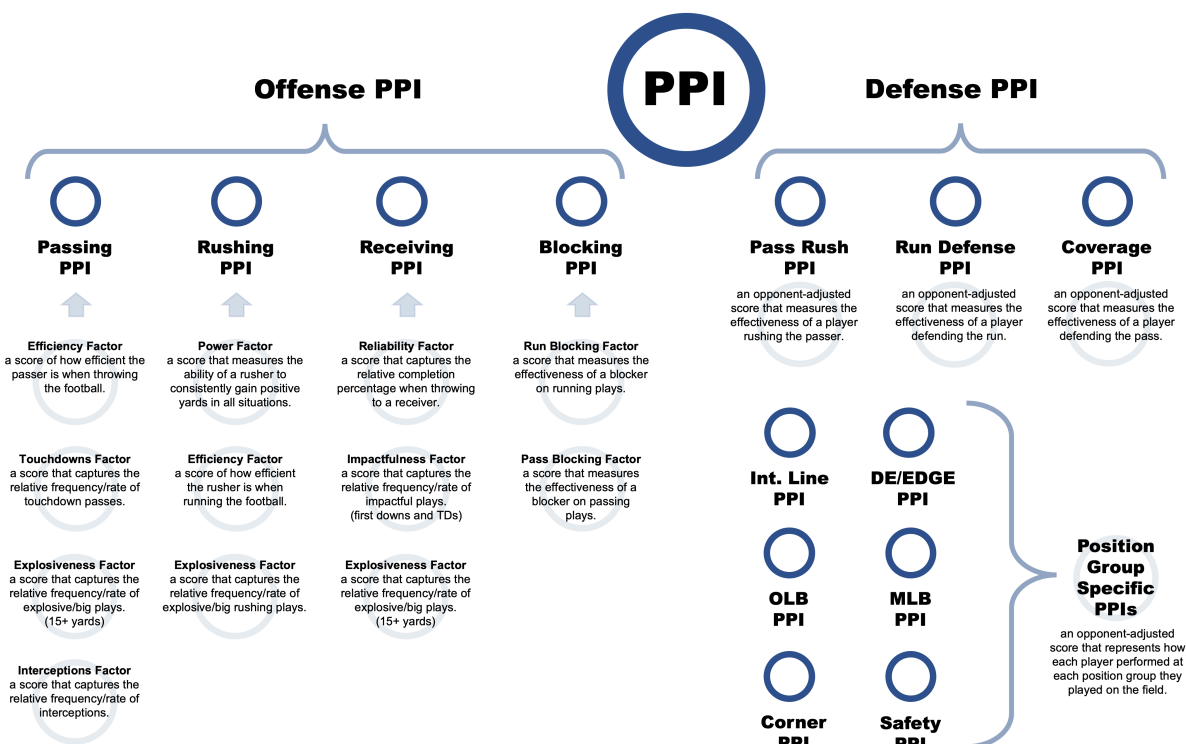 PPI
Offense PPI
Passing
PPI
Efficiency Factor
a score of how efficient the
passer is when throwing
the football.
Touchdowns Factor
a score that captures the
relative frequency/rate of
touchdown passes.
Explosiveness Factor
a score that captures the
relative frequency/rate of
explosive/big plays.
(15+ yards)
Interceptions Factor
a score that captures the
relative frequency/rate of
interceptions.
Rushing
PPI
Power Factor
a score that measures the
ability of a rusher to
consistently gain positive
yards in all situations.
Efficiency Factor
a score of how efficient
the rusher is when
running the football.
Explosiveness Factor
a score that captures the
relative frequency/rate of
explosive/big rushing plays.
Receiving
PPI
Reliability Factor
a score that captures the
relative completion
percentage when throwing
to a receiver.
Impactfulness Factor
a score that captures the
relative frequency/rate of
impactful plays.
(first downs and TDs)
Explosiveness Factor
a score that captures the
relative frequency/rate of
explosive/big plays.
(15+ yards)
Blocking
PPI
Run Blocking Factor
a score that measures the
effectiveness of a blocker
on running plays.
Pass Blocking Factor
a score that measures
the effectiveness of a
blocker on passing
plays.
Defense PPI
Pass Rush
PPI
an opponent-adjusted
score that measures the
effectiveness of a player
rushing the passer.
Run Defense
PPI
an opponent-adjusted
score that measures the
effectiveness of a player
defending the run.
Coverage
PPI
an opponent-adjusted
score that measures the
effectiveness of a player
defending the pass.
Int. Line
PPI
DE/EDGE
PPI
OLB
PPI
MLB
PPI
Corner
PPI
Safety
PPI
Position
Group
Specific
PPIs
an opponent-adjusted
score that represents how
each player performed at
each position group they
played on the field.